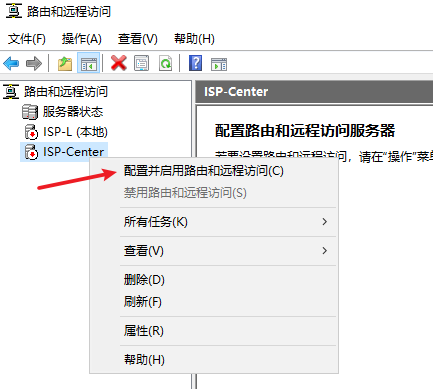 路由和远程访问
文件(F) 操作(A) 查看(V) 帮助(H)
路由和远程访问
服务器状态
ISP-L (本地)
ISP-Center
ISP-Center
配置路由和远程访问服务器
若要设置路由和远程访问，请在“操作”菜单
配置并启用路由和远程访问(C)
禁用路由和远程访问(S)
所有任务(K)
查看(V)
删除(D)
刷新(F)
属性(R)
帮助(H)